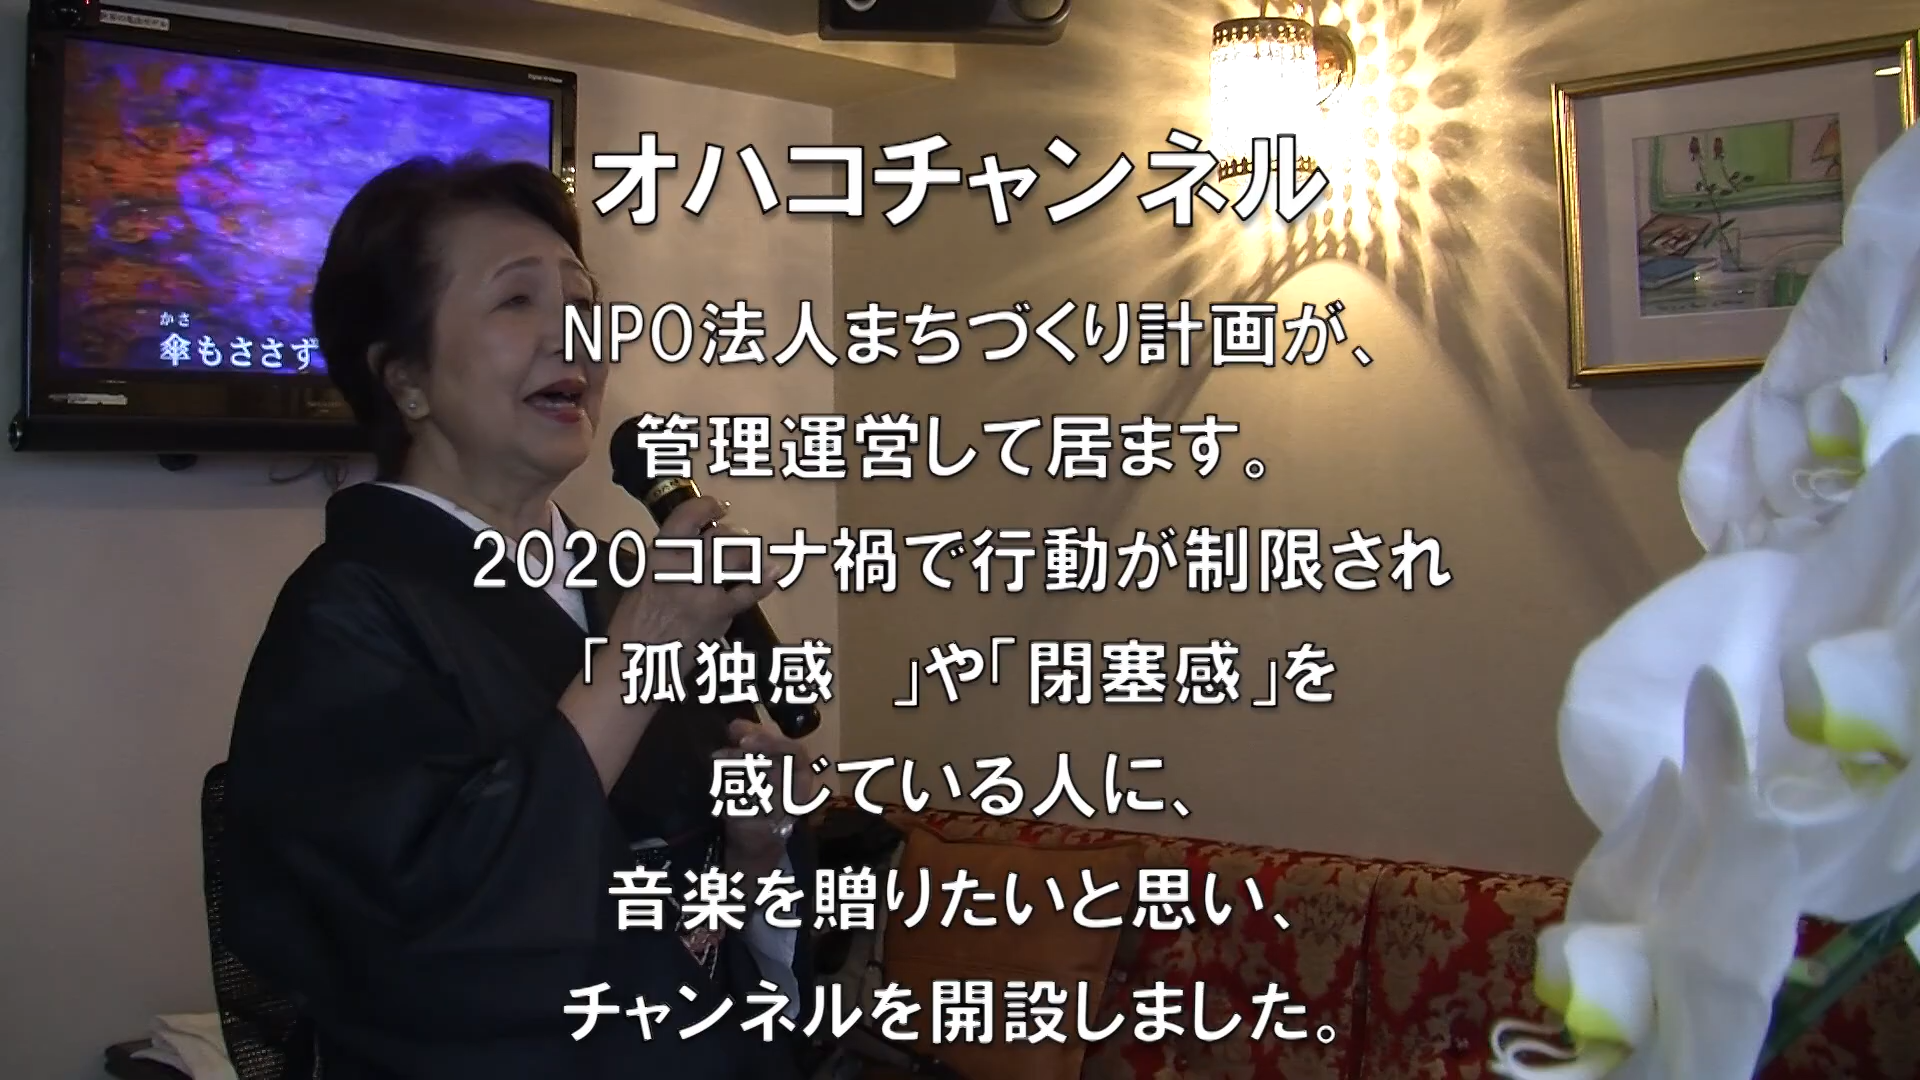 かさ
傘もささず
オハコチャンネル
NPO法人まちづくり計画が、
管理運営して居ます。
2020コロナ禍で行動が制限され
「孤独感　」や「閉塞感」を
感じている人に、
音楽を贈りたいと思い、
チャンネルを開設しました。